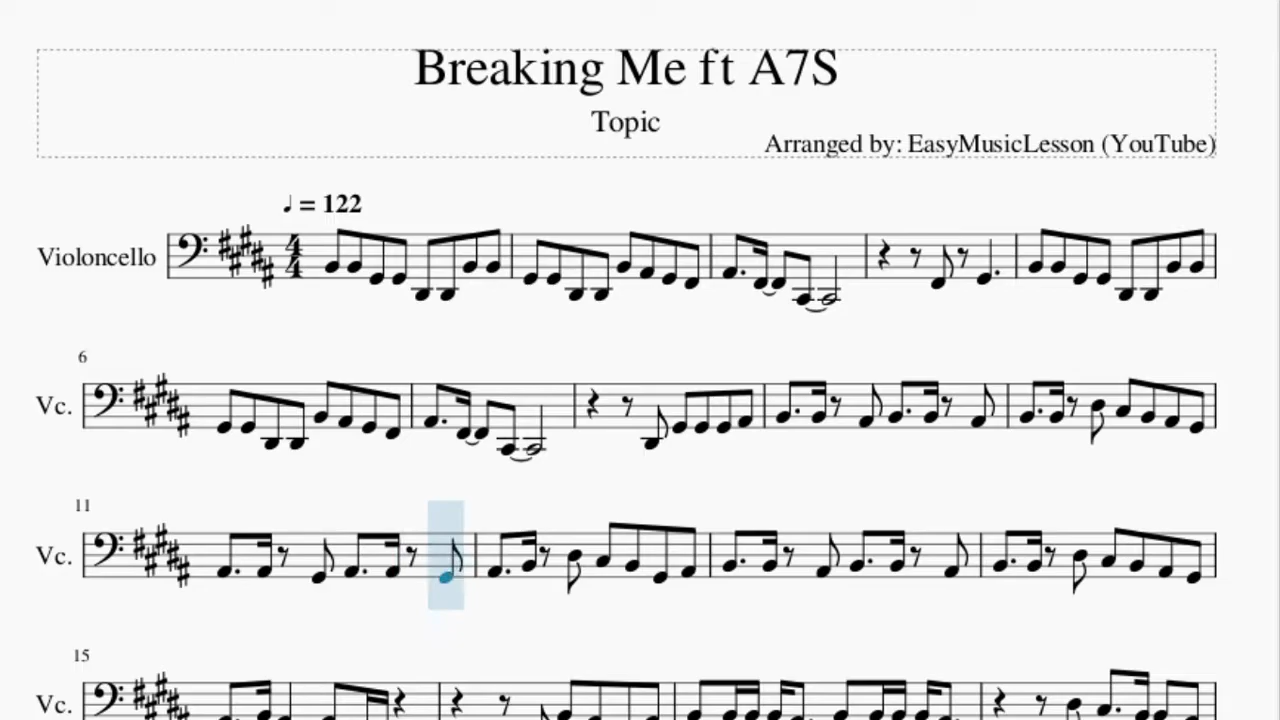 Breaking Me ft A7S
Topic
Arranged by: EasyMusicLesson (YouTube)
♩ = 122
Violoncello
4
4
6
Vc.
11
Vc.
15
Vc.